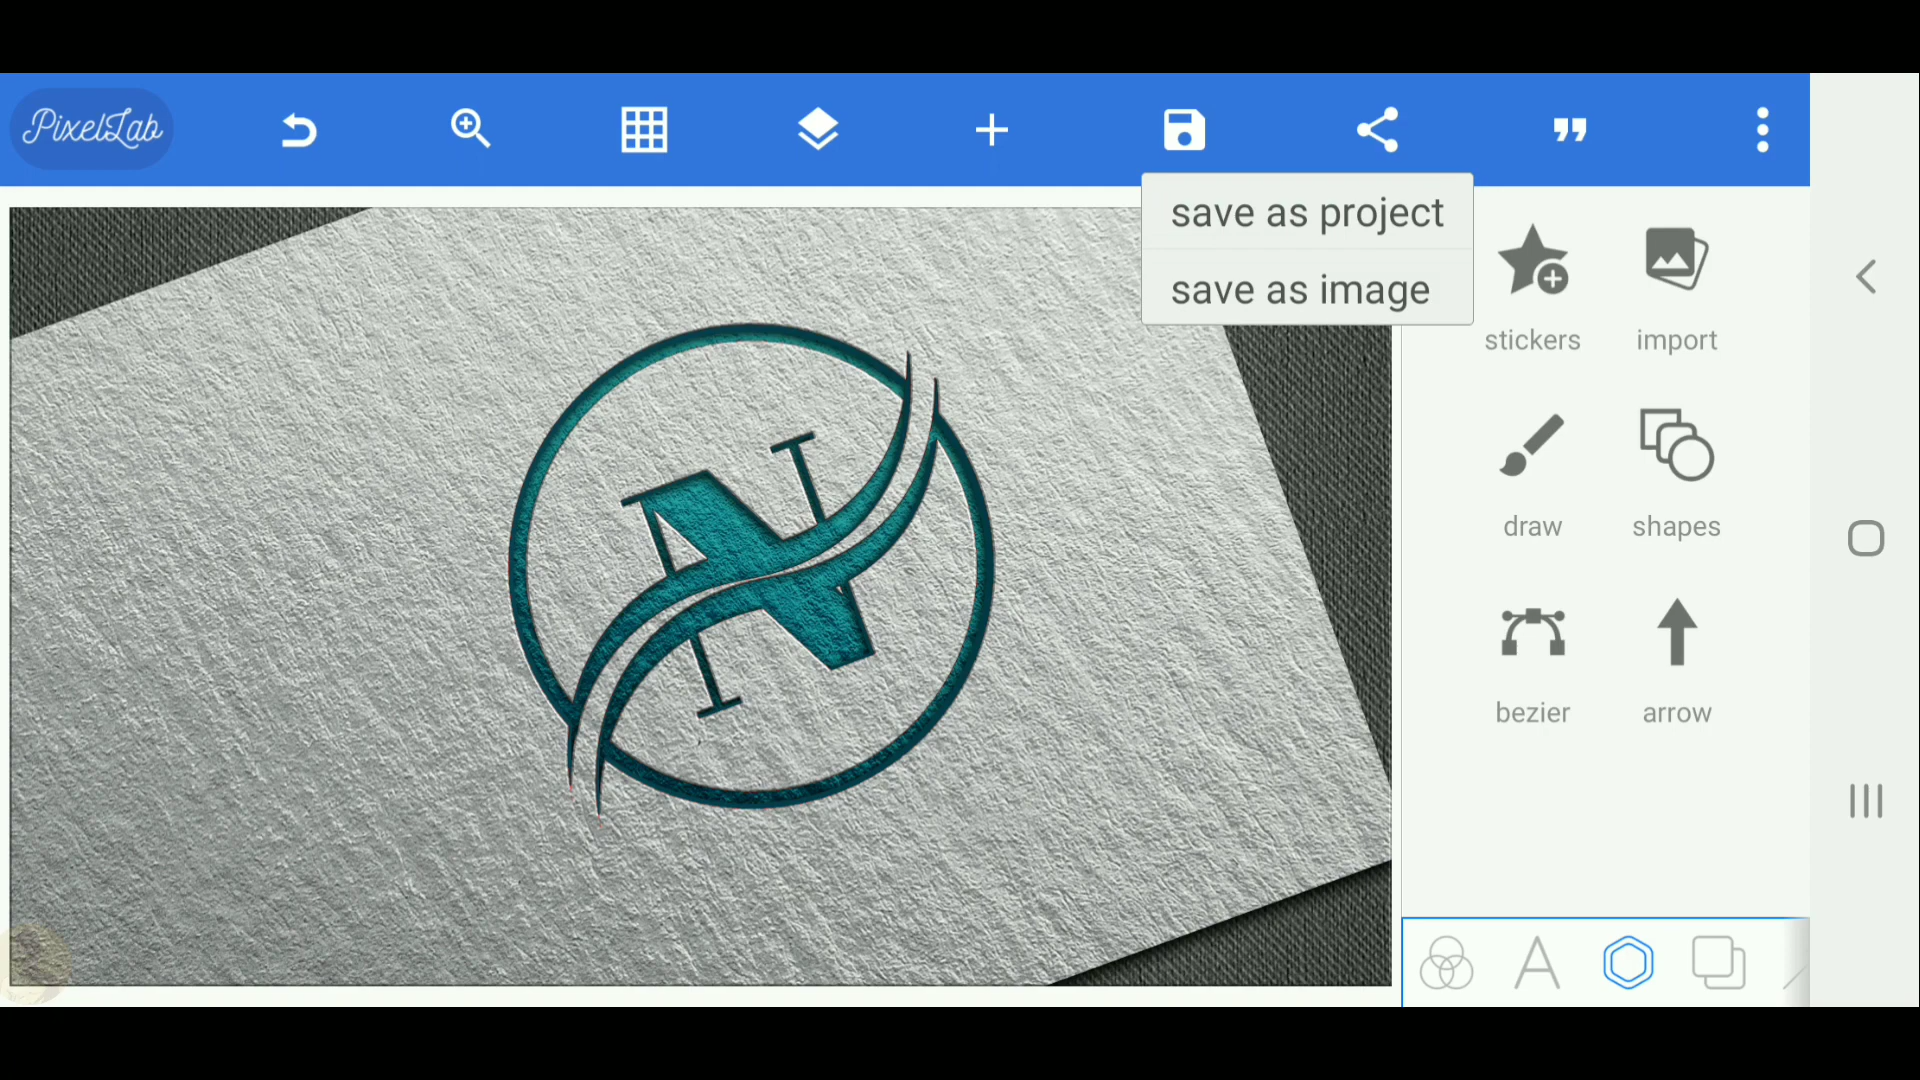 PixelLab
save as project
save as image
stickers
import
draw
shapes
bezier
arrow
N